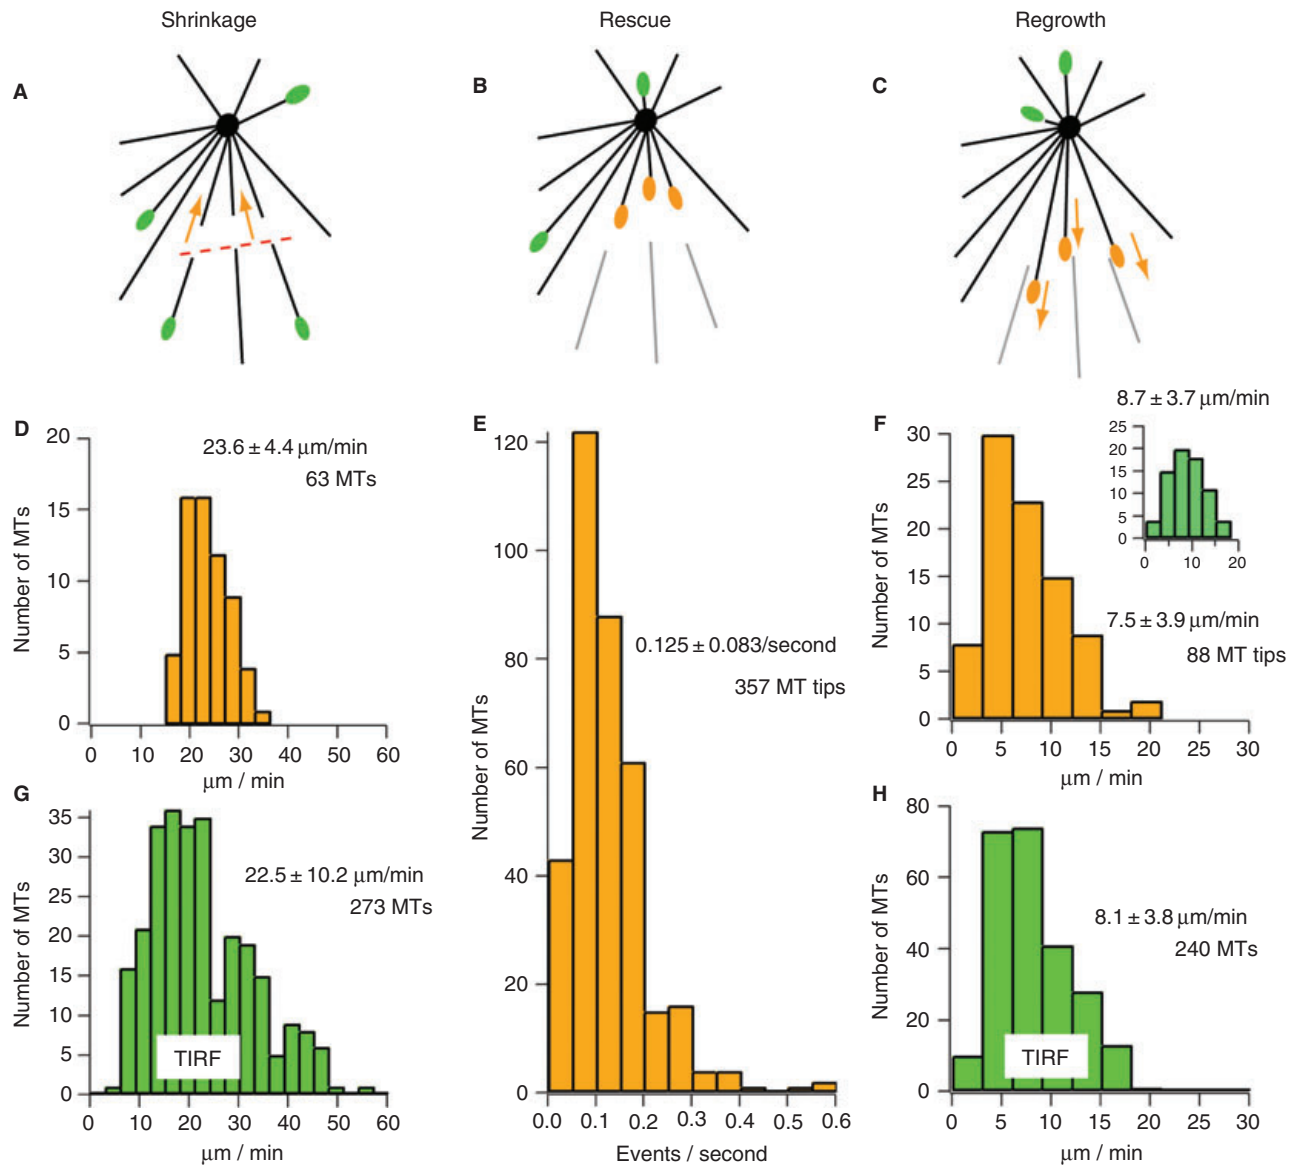 Shrinkage
Rescue
Regrowth
A
B
C
D
23.6 ± 4.4 μm/min
63 MTs
Number of MTs
20
15
10
5
0
0 10 20 30 40 50 60
μm / min
E
0.125 ± 0.083/second
357 MT tips
Number of MTs
120
100
80
60
40
20
0
0.0 0.1 0.2 0.3 0.4 0.5 0.6
Events / second
F
8.7 ± 3.7 μm/min
25
20
15
10
5
0
0 10 20
7.5 ± 3.9 μm/min
88 MT tips
Number of MTs
30
25
20
15
10
5
0
0 5 10 15 20 25 30
μm / min
G
22.5 ± 10.2 μm/min
273 MTs
Number of MTs
35
30
25
20
15
10
5
0
TIRF
0 10 20 30 40 50 60
μm / min
H
8.1 ± 3.8 μm/min
240 MTs
Number of MTs
80
60
40
20
0
TIRF
0 5 10 15 20 25 30
μm / min